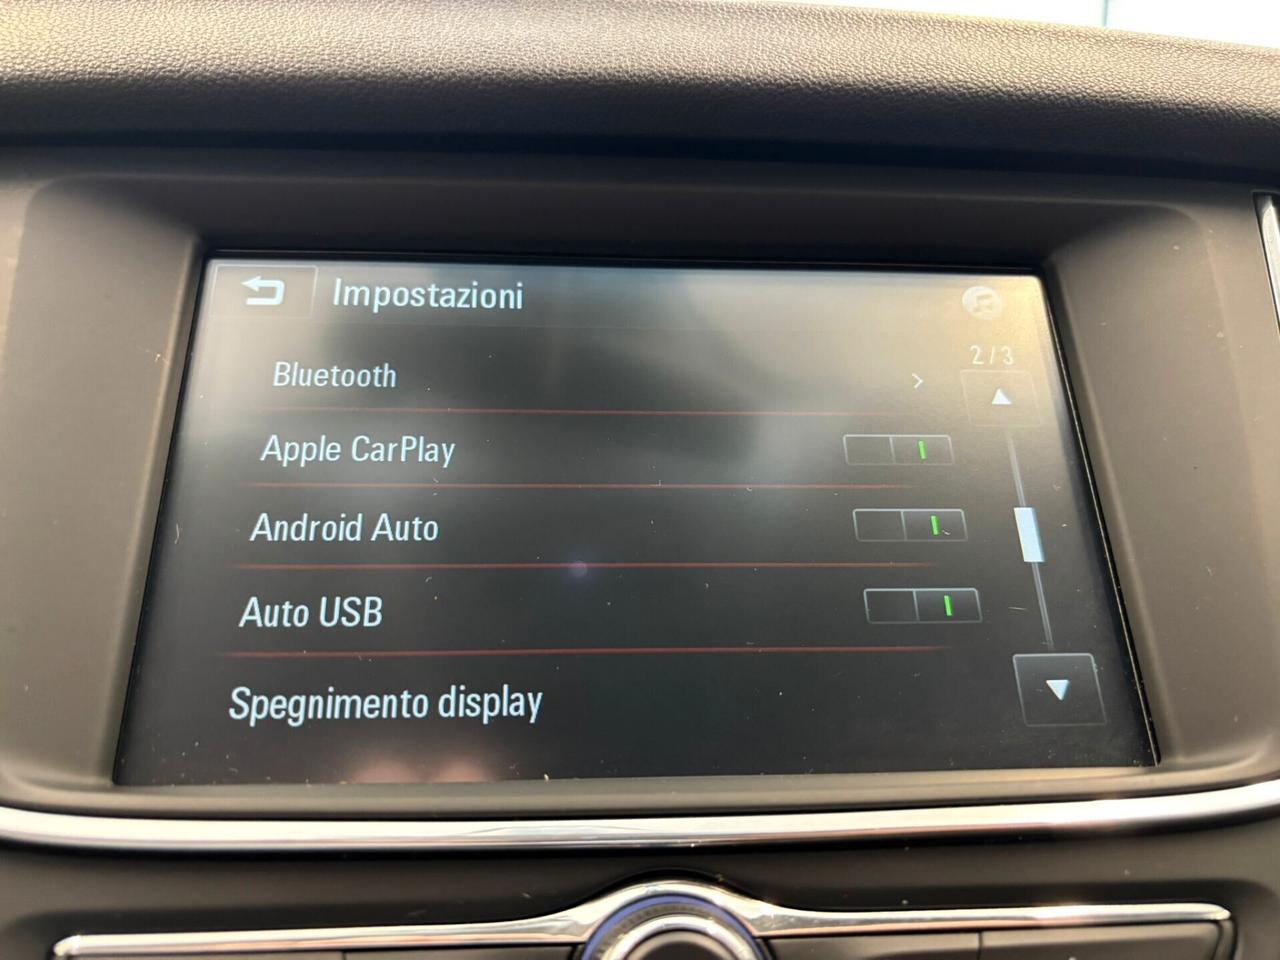 Impostazioni
2/3
Bluetooth
Apple CarPlay
Android Auto
Auto USB
Spegnimento display